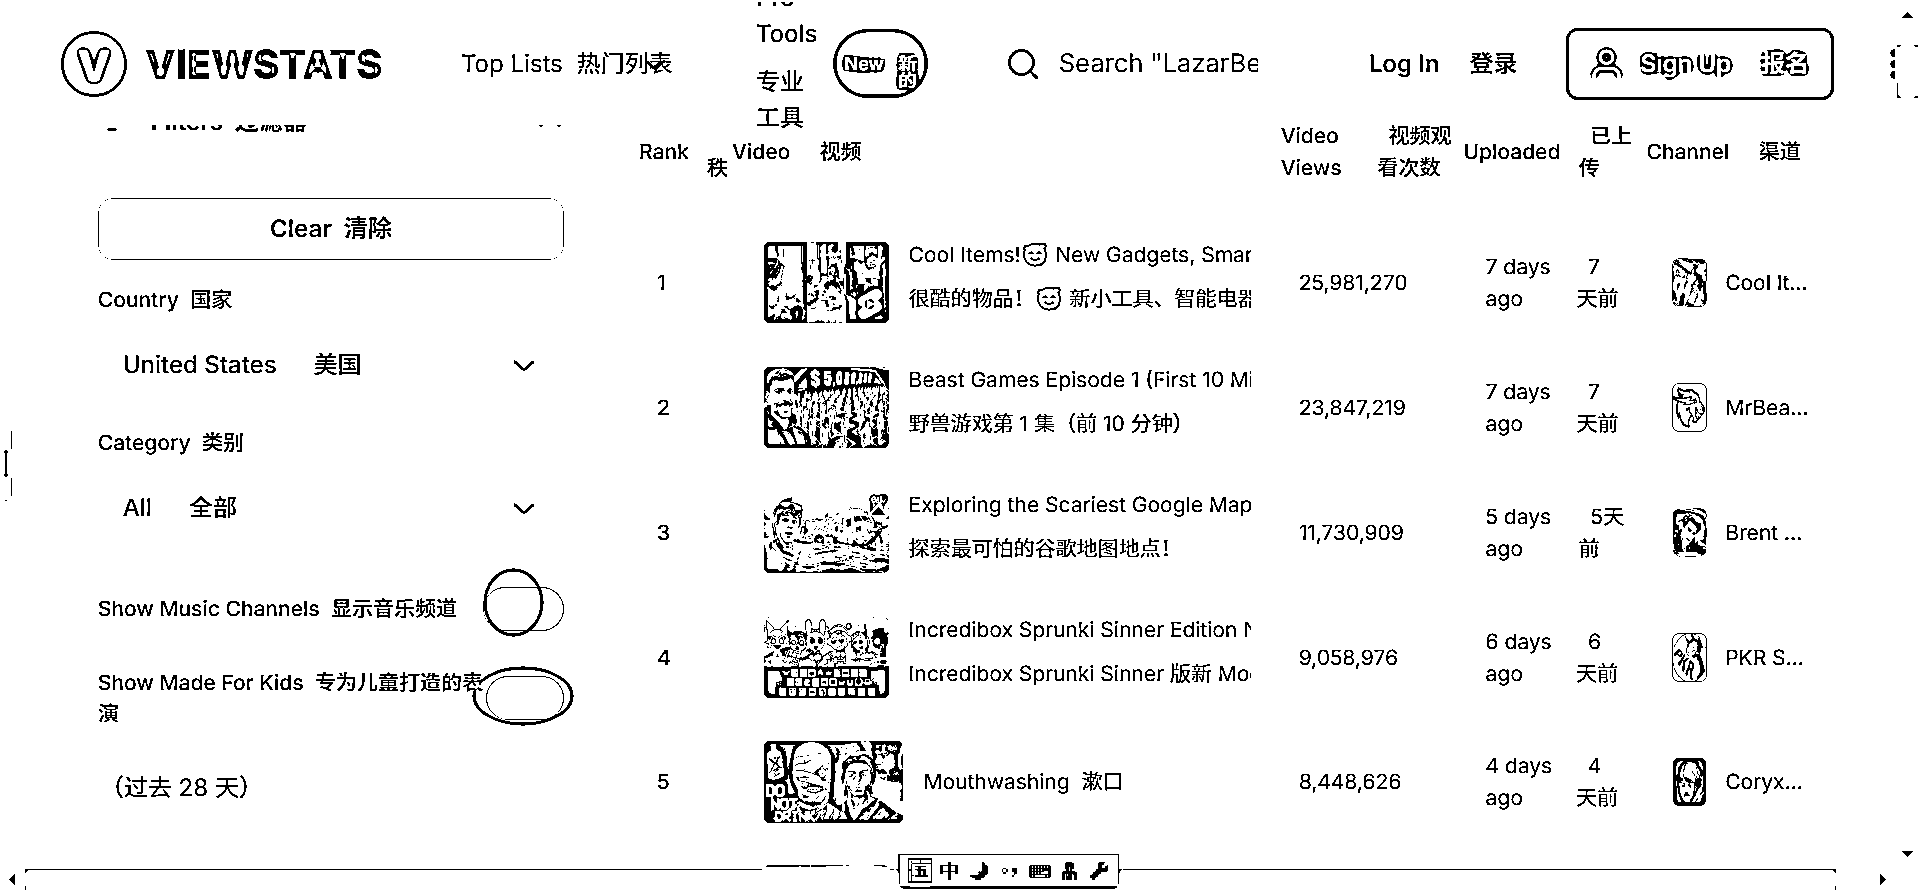 VIEWSTATS
Top Lists 热门列表
Tools
专业
工具
New 新的
Search "LazarBe
Log In 登录
Sign Up 报名
Filters 过滤器
Clear 清除
Country 国家
United States 美国
Category 类别
All 全部
Show Music Channels 显示音乐频道
Show Made For Kids 专为儿童打造的表
演
（过去 28 天）
Rank 秩 Video 视频 Video Views 视频观看次数 Uploaded 已上传 Channel 渠道
1
Cool Items!😇 New Gadgets, Smar
很酷的物品！😇 新小工具、智能电器
25,981,270
7 days ago 7 天前
Cool It...
2
$5,000,000
Beast Games Episode 1 (First 10 Mi
野兽游戏第 1 集（前 10 分钟）
23,847,219
7 days ago 7 天前
MrBea...
3
Exploring the Scariest Google Map
探索最可怕的谷歌地图地点！
11,730,909
5 days ago 5天前
Brent ...
4
Incredibox Sprunki Sinner Edition N
Incredibox Sprunki Sinner 版新 Mo
9,058,976
6 days ago 6 天前
PKR S...
5
DO
NOT
DRINK
Mouthwashing 漱口
8,448,626
4 days ago 4 天前
Coryx...
五 中